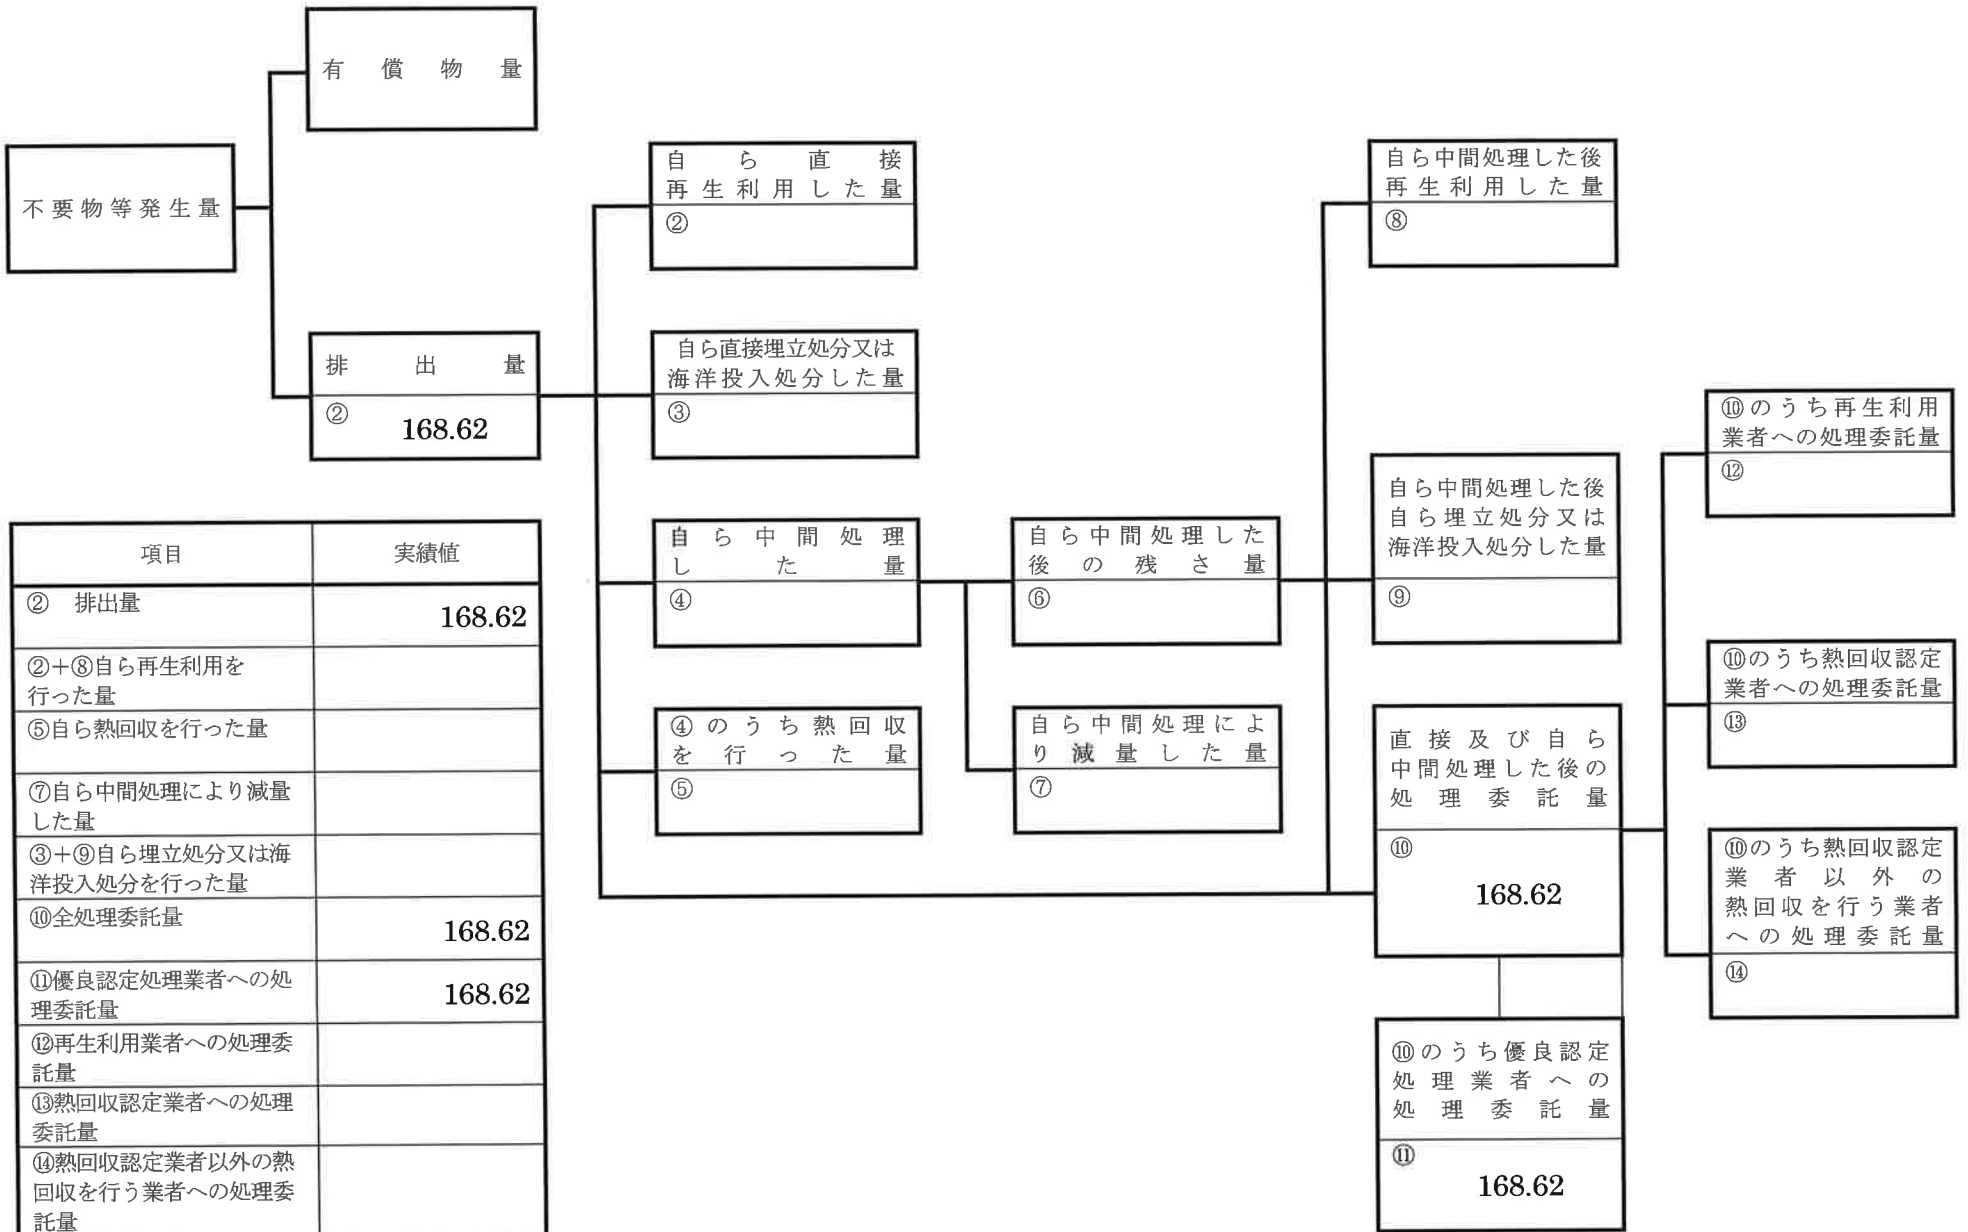 有償物量
不要物等発生量
排出量
②
168.62
自ら直接
再生利用した量
②
自ら直接埋立処分又は
海洋投入処分した量
③
自ら中間処理
した量
④
④のうち熱回収
を行った量
⑤
自ら中間処理した
後の残さ量
⑥
自ら中間処理によ
り減量した量
⑦
自ら中間処理した後
再生利用した量
⑧
自ら中間処理した後
自ら埋立処分又は
海洋投入処分した量
⑨
直接及び自ら
中間処理した後の
処理委託量
⑩
168.62
⑩のうち優良認定
処理業者への
処理委託量
⑪
168.62
⑩のうち再生利用
業者への処理委託量
⑫
⑩のうち熱回収認定
業者への処理委託量
⑬
⑩のうち熱回収認定
業者以外の
熱回収を行う業者
への処理委託量
⑭
項目 実績値
② 排出量 168.62
②+⑧自ら再生利用を
行った量
⑤自ら熱回収を行った量
⑦自ら中間処理により減量
した量
③+⑨自ら埋立処分又は海
洋投入処分を行った量
⑩全処理委託量 168.62
⑪優良認定処理業者への処
理委託量 168.62
⑫再生利用業者への処理委
託量
⑬熱回収認定業者への処理
委託量
⑭熱回収認定業者以外の熱
回収を行う業者への処理委
託量